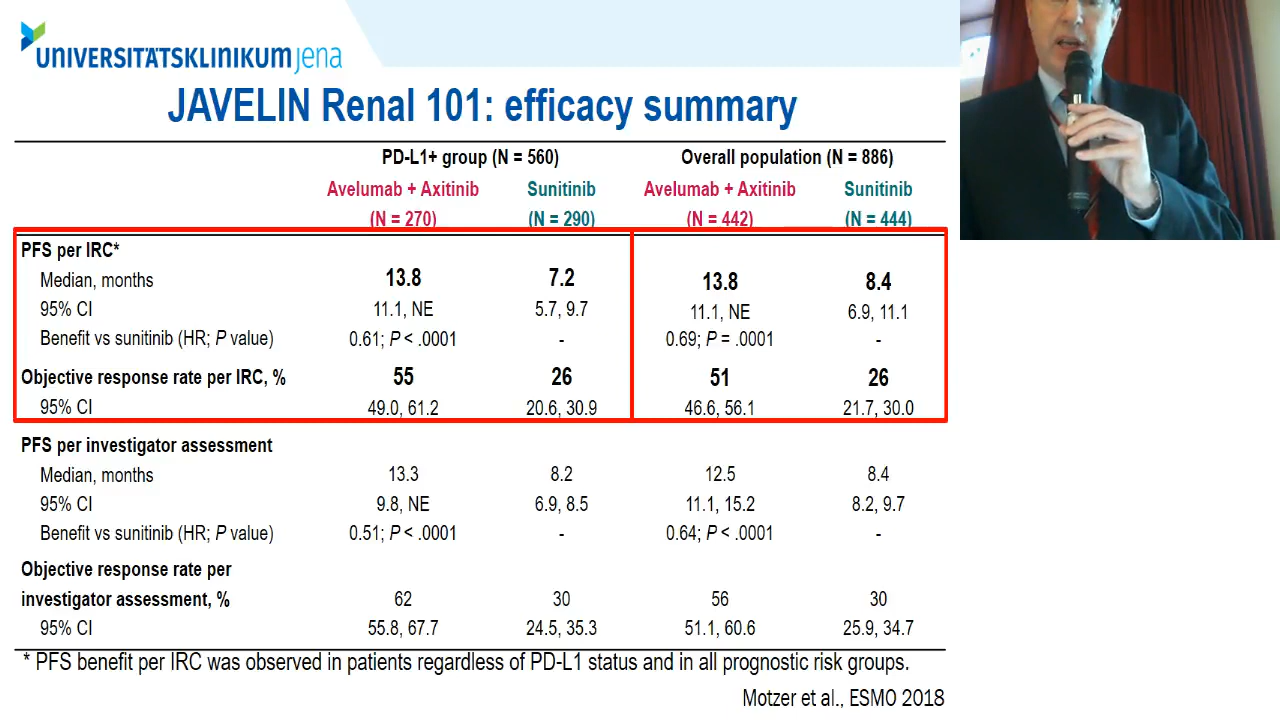 UNIVERSITÄTSKLINIKUM jena
JAVELIN Renal 101: efficacy summary
PD-L1+ group (N = 560) Overall population (N = 886)
Avelumab + Axitinib Sunitinib Avelumab + Axitinib Sunitinib
(N = 270) (N = 290) (N = 442) (N = 444)
PFS per IRC*
Median, months 13.8 7.2 13.8 8.4
95% CI 11.1, NE 5.7, 9.7 11.1, NE 6.9, 11.1
Benefit vs sunitinib (HR; P value) 0.61; P < .0001 - 0.69; P = .0001 -
Objective response rate per IRC, % 55 26 51 26
95% CI 49.0, 61.2 20.6, 30.9 46.6, 56.1 21.7, 30.0
PFS per investigator assessment
Median, months 13.3 8.2 12.5 8.4
95% CI 9.8, NE 6.9, 8.5 11.1, 15.2 8.2, 9.7
Benefit vs sunitinib (HR; P value) 0.51; P < .0001 - 0.64; P < .0001 -
Objective response rate per
investigator assessment, % 62 30 56 30
95% CI 55.8, 67.7 24.5, 35.3 51.1, 60.6 25.9, 34.7
* PFS benefit per IRC was observed in patients regardless of PD-L1 status and in all prognostic risk groups.
Motzer et al., ESMO 2018